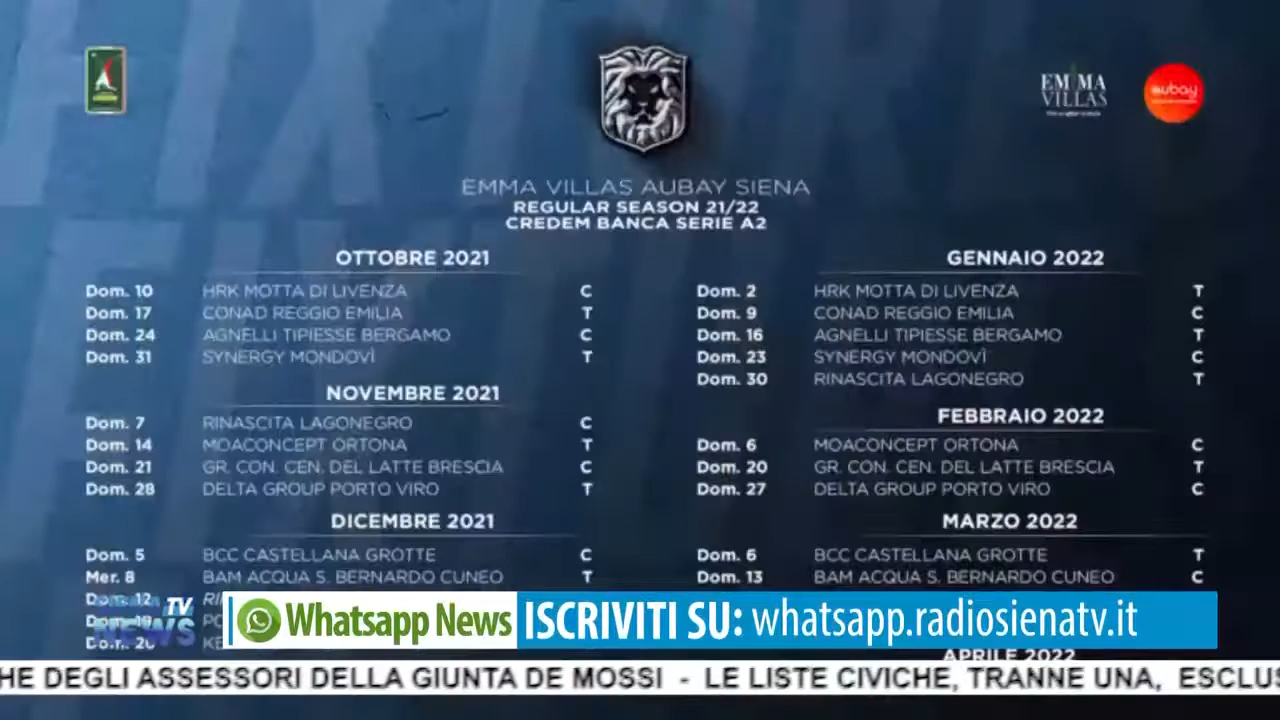 EMMA
VILLAS
aubay
EMMA VILLAS AUBAY SIENA
REGULAR SEASON 21/22
CREDEM BANCA SERIE A2
OTTOBRE 2021
Dom. 10 HRK MOTTA DI LIVENZA C
Dom. 17 CONAD REGGIO EMILIA T
Dom. 24 AGNELLI TIPIESSE BERGAMO C
Dom. 31 SYNERGY MONDOVÌ T
NOVEMBRE 2021
Dom. 7 RINASCITA LAGONEGRO C
Dom. 14 MOACONCEPT ORTONA T
Dom. 21 GR. CON. CEN. DEL LATTE BRESCIA C
Dom. 28 DELTA GROUP PORTO VIRO T
DICEMBRE 2021
Dom. 5 BCC CASTELLANA GROTTE C
Mer. 8 BAM ACQUA S. BERNARDO CUNEO T
Dom. 12
Dom. 19
Dom. 26
GENNAIO 2022
Dom. 2 HRK MOTTA DI LIVENZA T
Dom. 9 CONAD REGGIO EMILIA C
Dom. 16 AGNELLI TIPIESSE BERGAMO T
Dom. 23 SYNERGY MONDOVÌ C
Dom. 30 RINASCITA LAGONEGRO T
FEBBRAIO 2022
Dom. 6 MOACONCEPT ORTONA C
Dom. 20 GR. CON. CEN. DEL LATTE BRESCIA T
Dom. 27 DELTA GROUP PORTO VIRO C
MARZO 2022
Dom. 6 BCC CASTELLANA GROTTE T
Dom. 13 BAM ACQUA S. BERNARDO CUNEO C
APRILE 2022
SIENA TV
NEWS
Whatsapp News ISCRIVITI SU: whatsapp.radiosienatv.it
HE DEGLI ASSESSORI DELLA GIUNTA DE MOSSI - LE LISTE CIVICHE, TRANNE UNA, ESCLUS